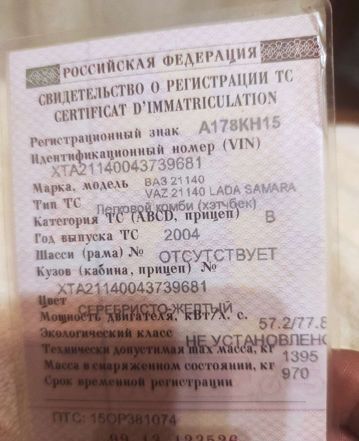 РОССИЙСКАЯ ФЕДЕРАЦИЯ
СВИДЕТЕЛЬСТВО О РЕГИСТРАЦИИ ТС
CERTIFICAT D'IMMATRICULATION
Регистрационный знак А178КН15
Идентификационный номер (VIN)
XTA21140043739681
Марка, модель ВАЗ 21140
VAZ 21140 LADA SAMARA
Тип ТС Легковой комби (хэтчбек)
Категория ТС (ABCD, прицеп) B
Год выпуска ТС 2004
Шасси (рама) № ОТСУТСТВУЕТ
Кузов (кабина, прицеп) №
XTA21140043739681
Цвет СЕРЕБРИСТО-ЖЕЛТЫЙ
Мощность двигателя, кВт/л. с. 57.2/77.8
Экологический класс НЕ УСТАНОВЛЕНО
Технически допустимая max масса, кг 1395
Масса в снаряженном состоянии, кг 970
Срок временной регистрации
ПТС: 15ОР381074